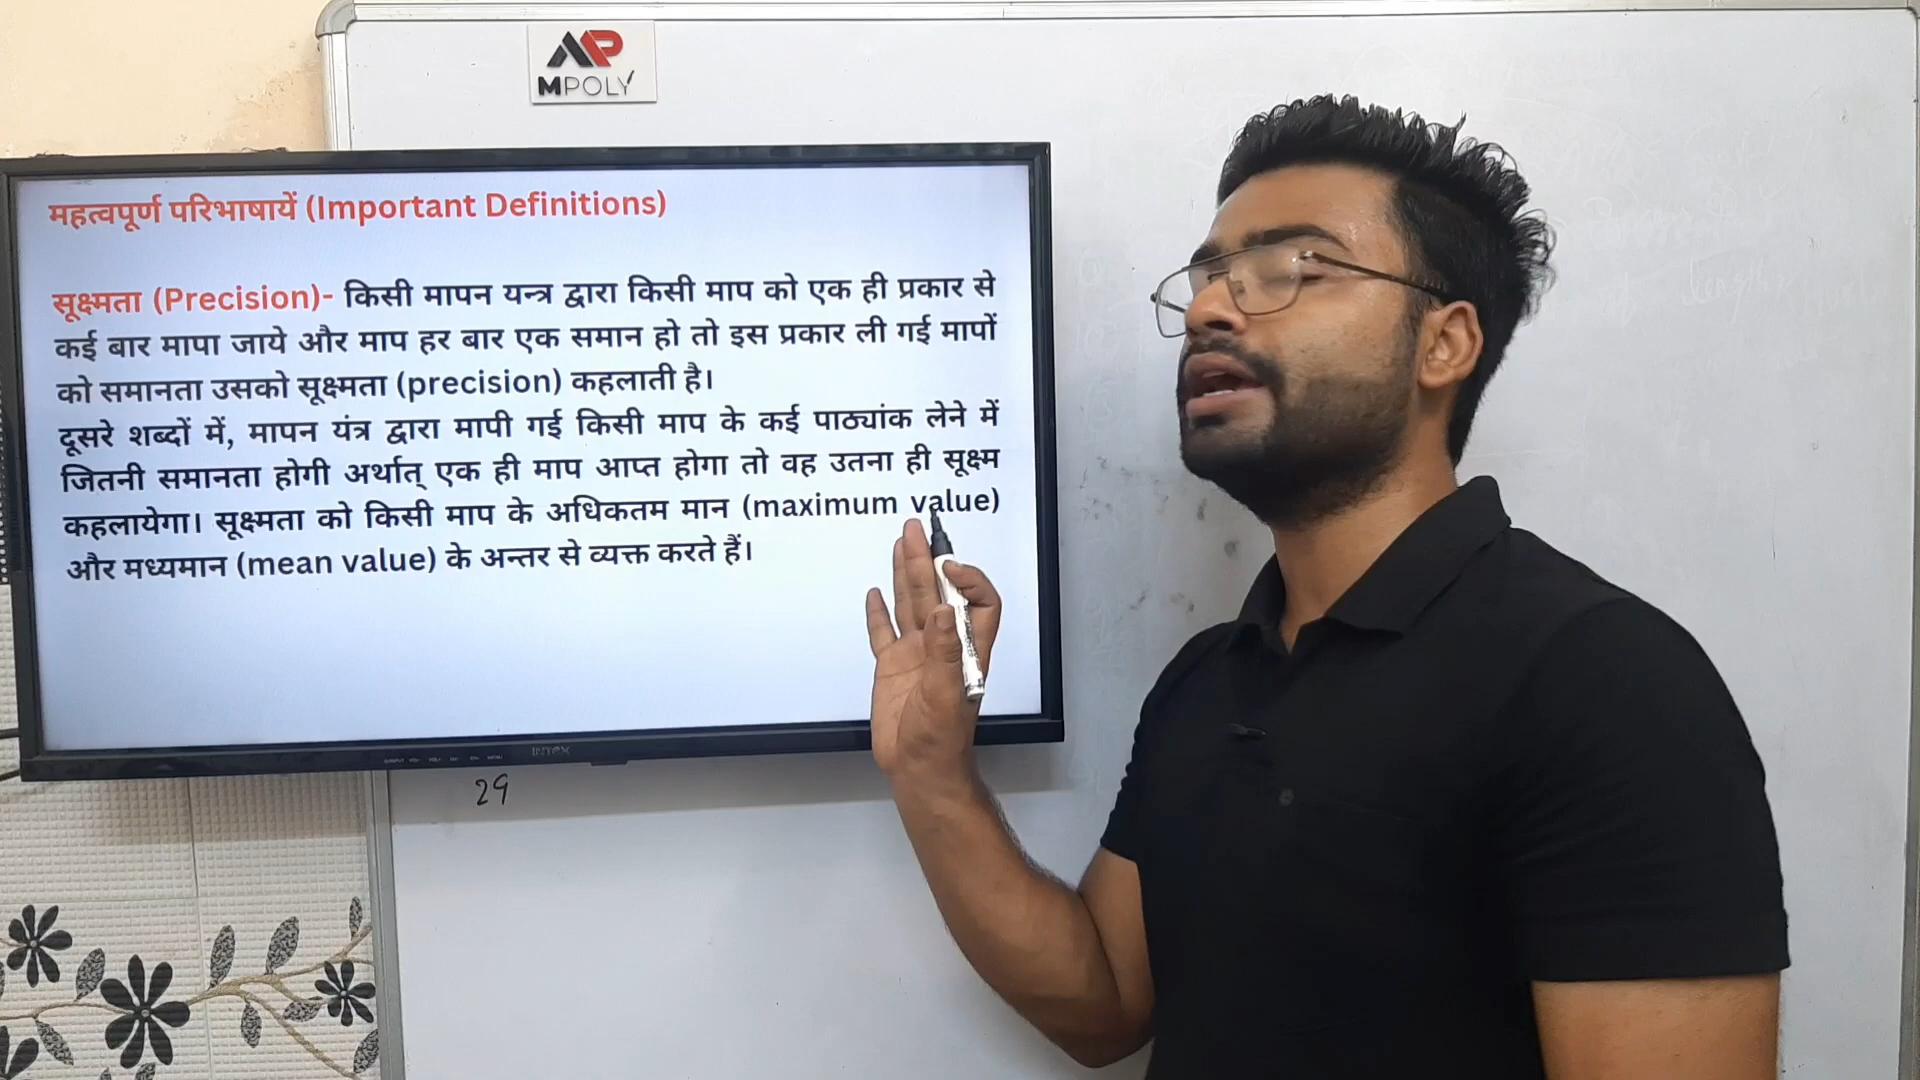 MPOLY
महत्वपूर्ण परिभाषायें (Important Definitions)
सूक्ष्मता (Precision)- किसी मापन यन्त्र द्वारा किसी माप को एक ही प्रकार से
कई बार मापा जाये और माप हर बार एक समान हो तो इस प्रकार ली गई मापों
को समानता उसको सूक्ष्मता (precision) कहलाती है।
दूसरे शब्दों में, मापन यंत्र द्वारा मापी गई किसी माप के कई पाठ्यांक लेने में
जितनी समानता होगी अर्थात् एक ही माप आप्त होगा तो वह उतना ही सूक्ष्म
कहलायेगा। सूक्ष्मता को किसी माप के अधिकतम मान (maximum value)
और मध्यमान (mean value) के अन्तर से व्यक्त करते हैं।
INTEX
29